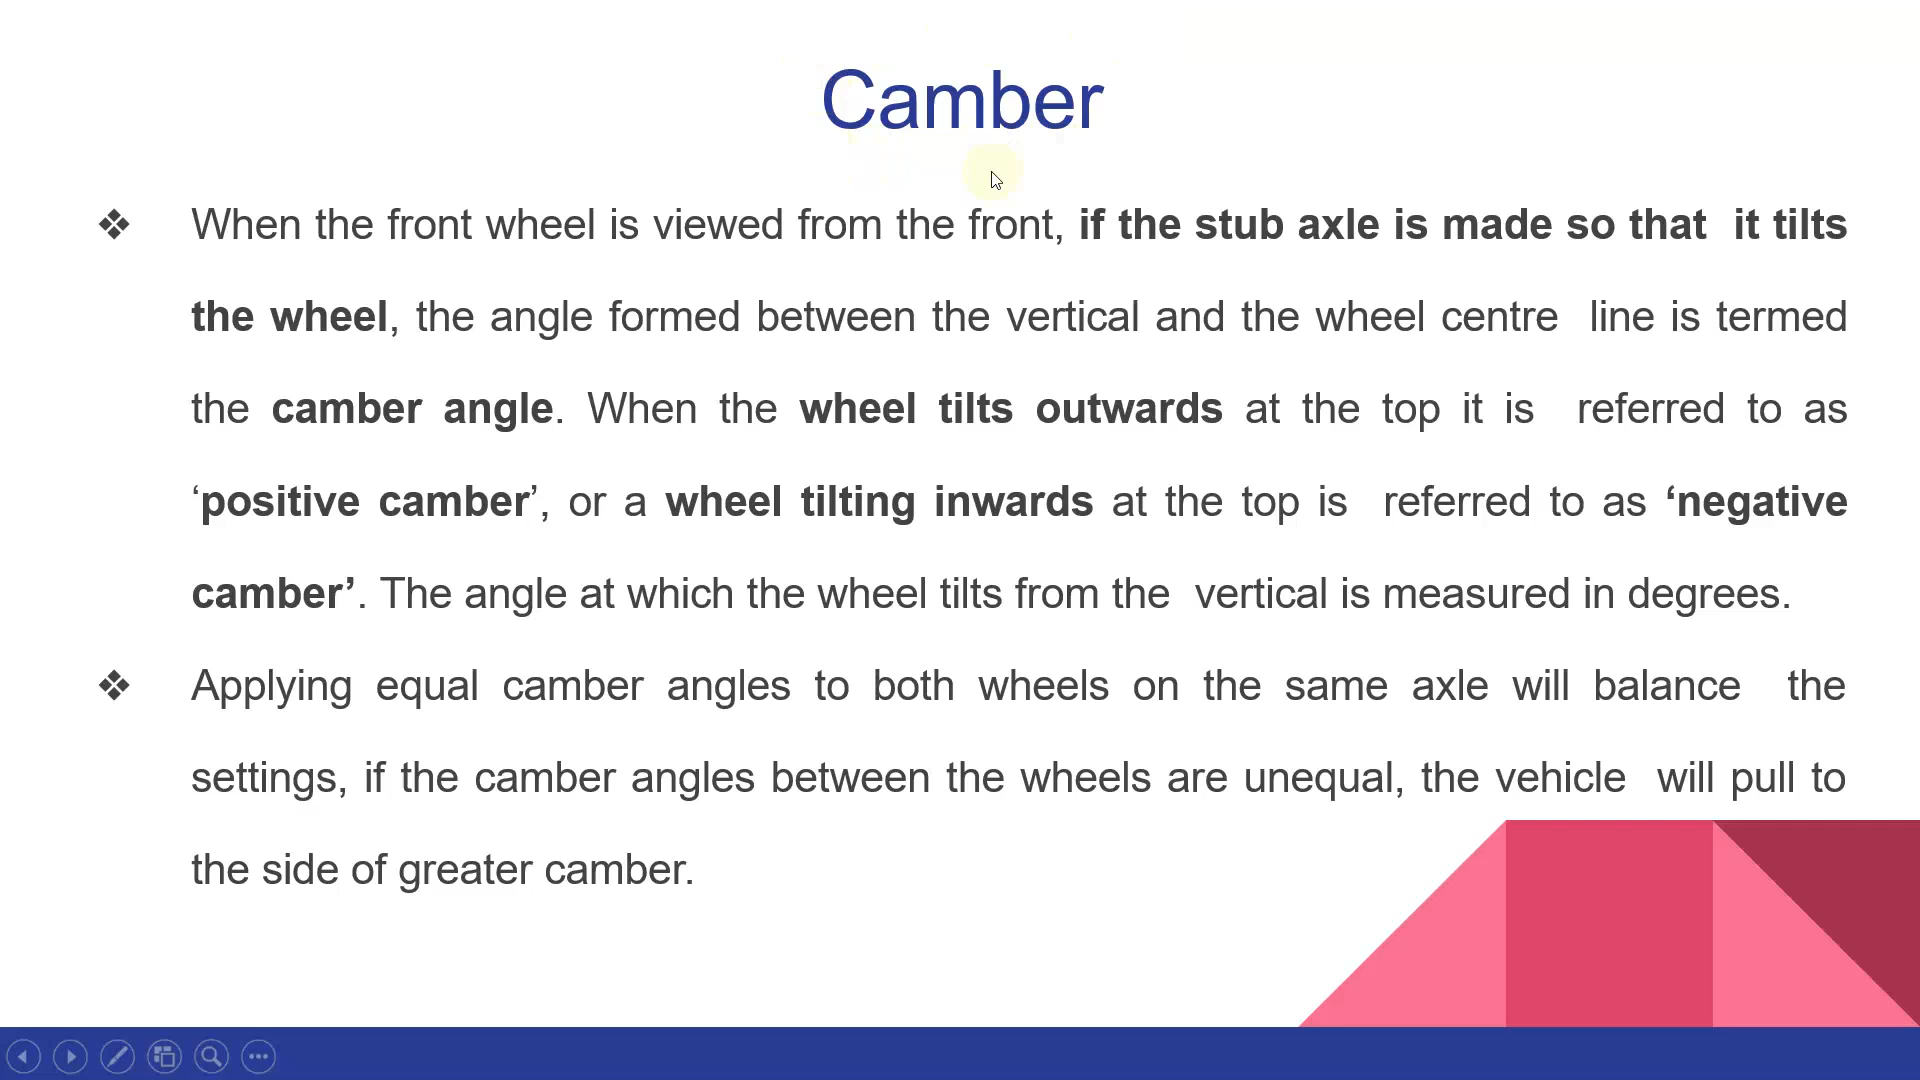 Camber
❖ When the front wheel is viewed from the front, if the stub axle is made so that it tilts
the wheel, the angle formed between the vertical and the wheel centre line is termed
the camber angle. When the wheel tilts outwards at the top it is referred to as
‘positive camber’, or a wheel tilting inwards at the top is referred to as ‘negative
camber’. The angle at which the wheel tilts from the vertical is measured in degrees.
❖ Applying equal camber angles to both wheels on the same axle will balance the
settings, if the camber angles between the wheels are unequal, the vehicle will pull to
the side of greater camber.